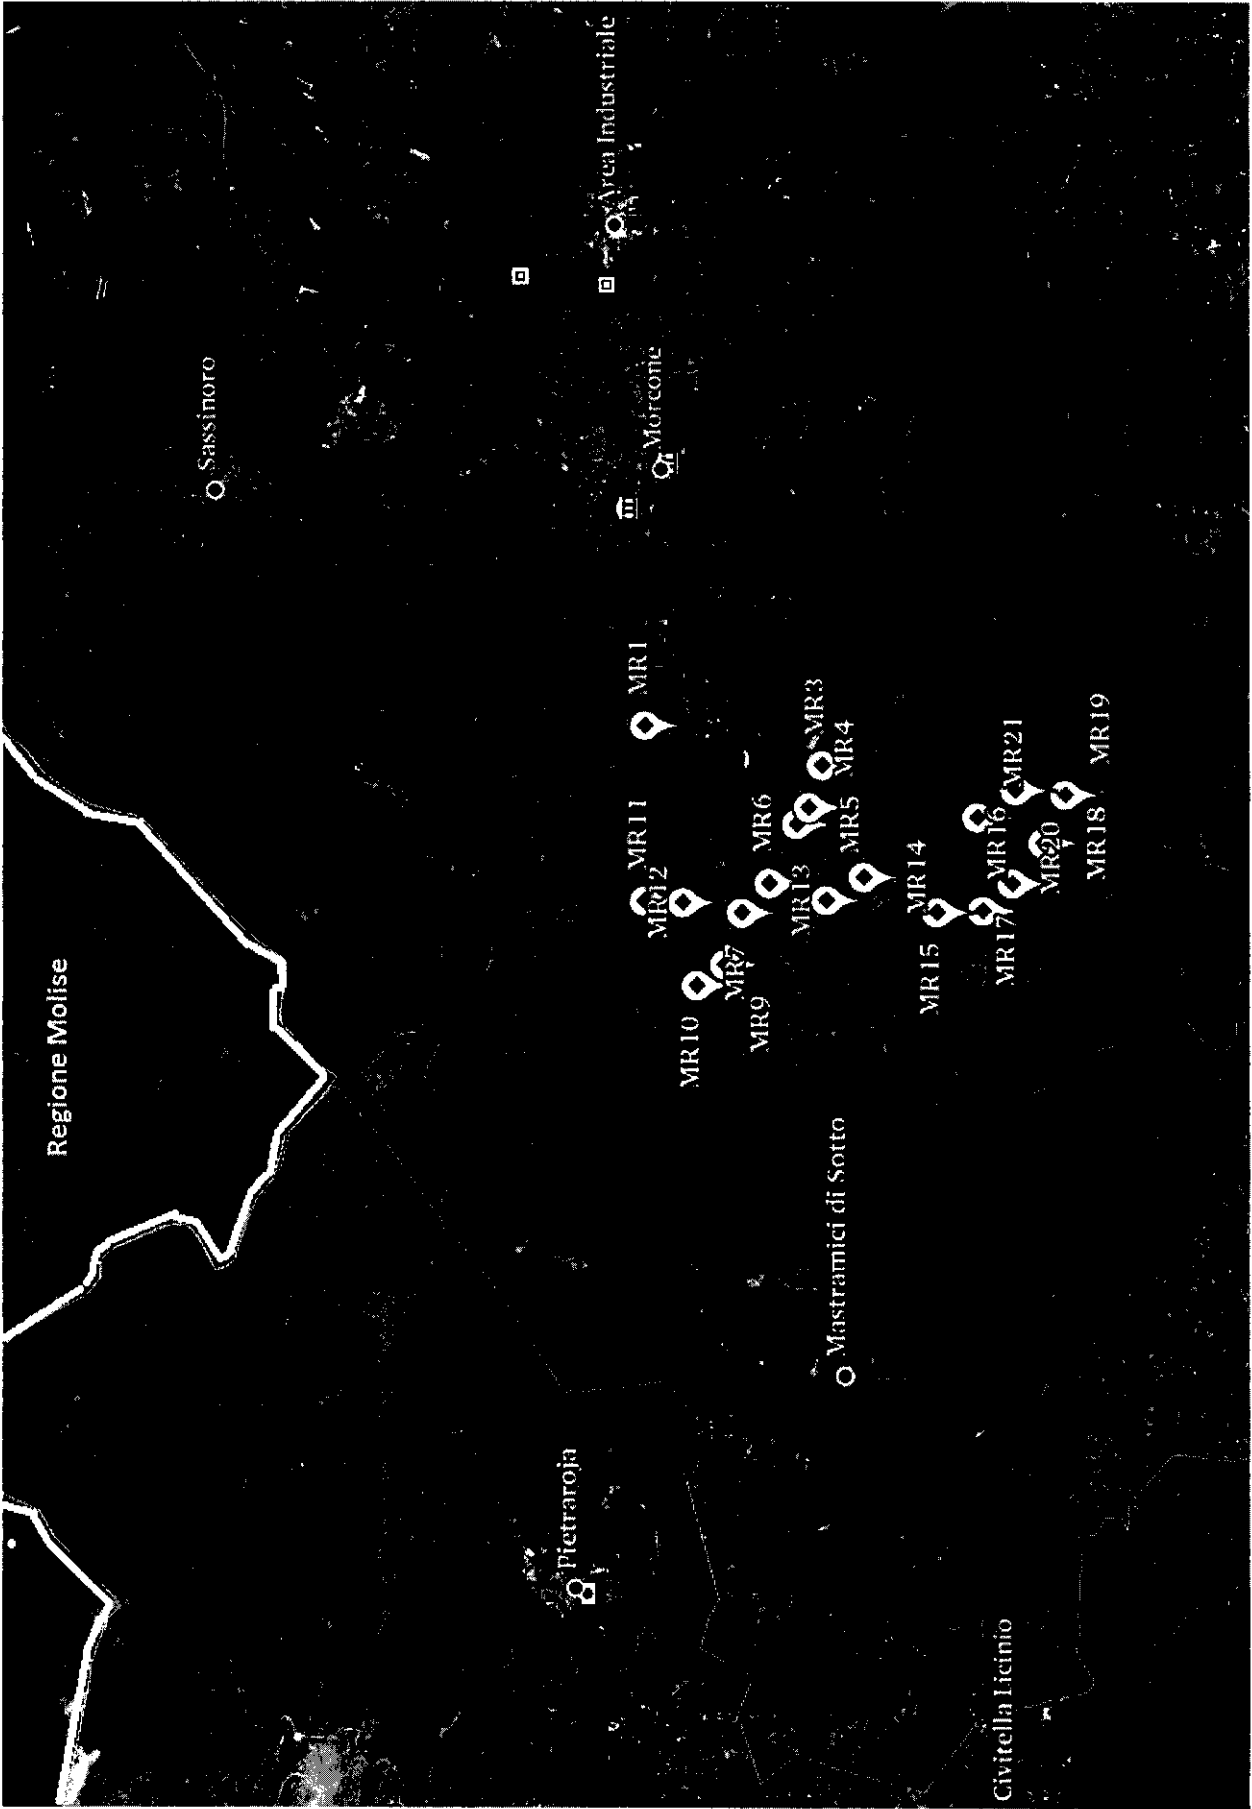 Regione Molise
Sassinoro
Area Industriale
Morcone
MR1
MR11
MR12
MR6
MR3
MR4
MR5
MR13
MR7
MR10
MR9
MR14
MR15
MR16
MR21
MR17
MR20
MR18
MR19
Pietraroja
Mastramici di Sotto
Civitella Licinio